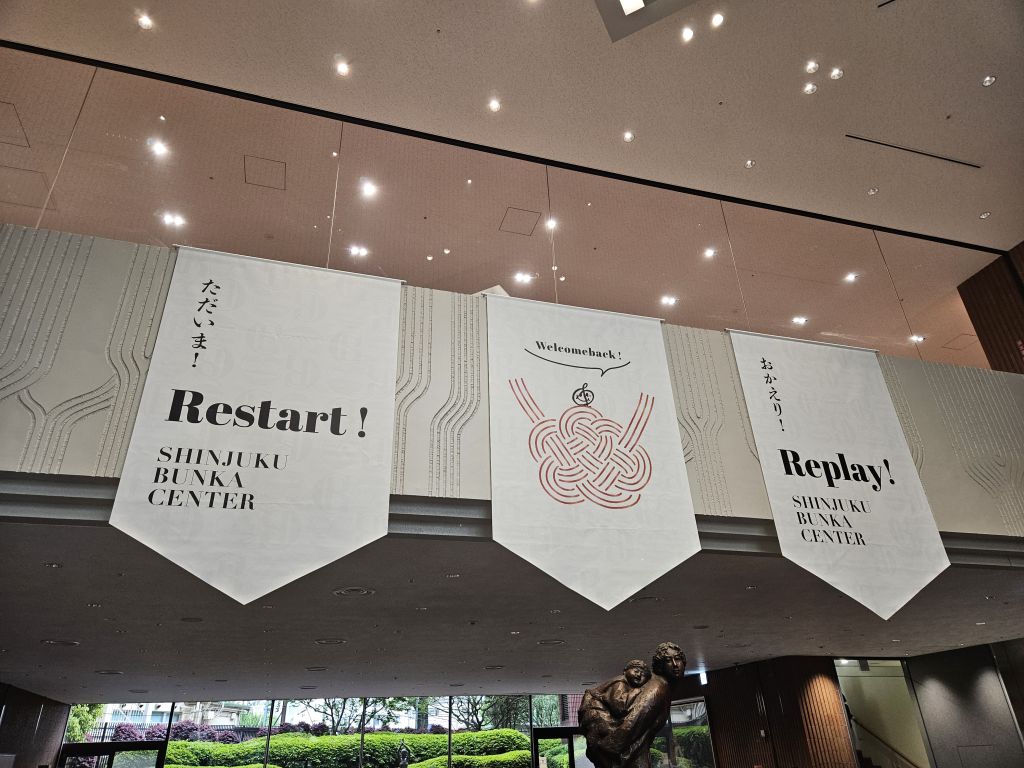 ただいま！
Restart!
SHINJUKU
BUNKA
CENTER
Welcomeback!
おかえり！
Replay!
SHINJUKU
BUNKA
CENTER